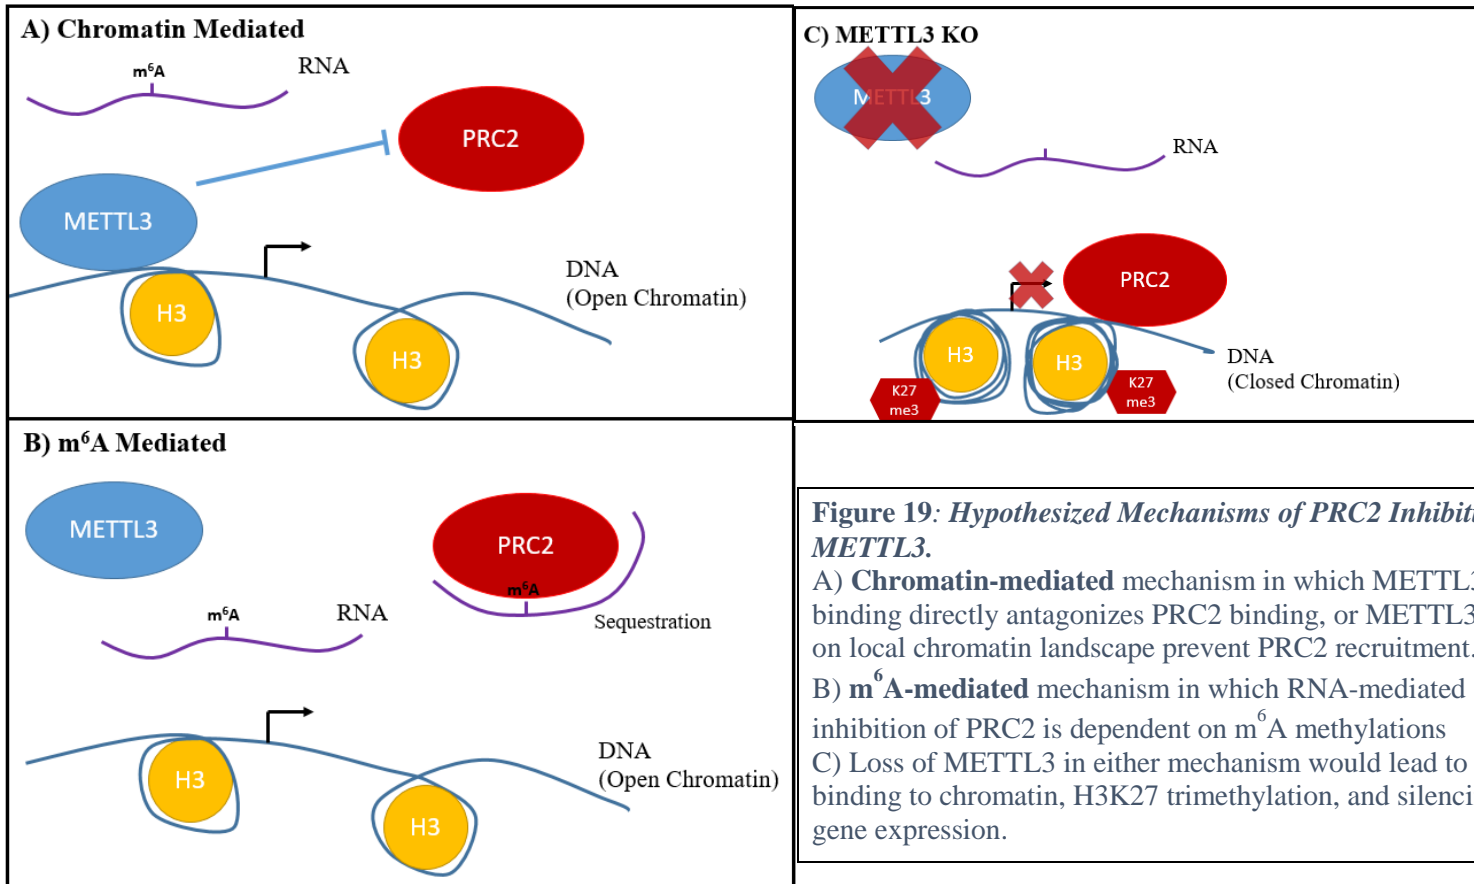 A) Chromatin Mediated
m⁶A
RNA
PRC2
METTL3
DNA
(Open Chromatin)
H3
H3
B) m⁶A Mediated
METTL3
PRC2
m⁶A
Sequestration
m⁶A
RNA
DNA
(Open Chromatin)
H3
H3
C) METTL3 KO
METTL3
RNA
PRC2
H3
H3
DNA
(Closed Chromatin)
K27
me3
K27
me3
Figure 19: Hypothesized Mechanisms of PRC2 Inhibiti
METTL3.
A) Chromatin-mediated mechanism in which METTL3
binding directly antagonizes PRC2 binding, or METTL3
on local chromatin landscape prevent PRC2 recruitment.
B) m⁶A-mediated mechanism in which RNA-mediated
inhibition of PRC2 is dependent on m⁶A methylations
C) Loss of METTL3 in either mechanism would lead to
binding to chromatin, H3K27 trimethylation, and silenci
gene expression.